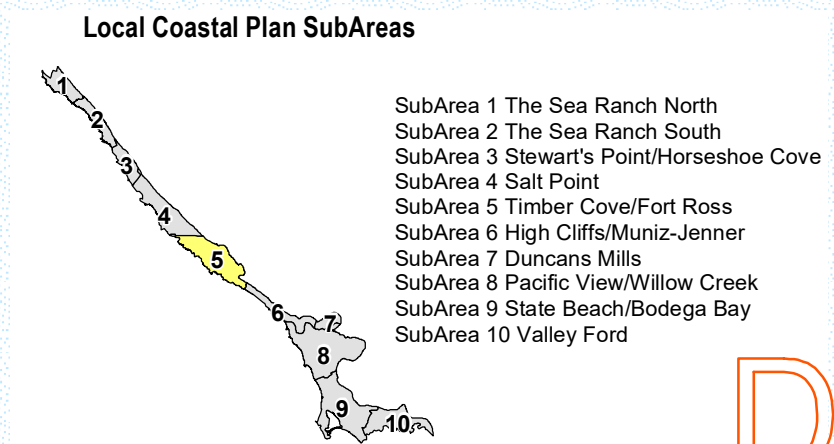 Local Coastal Plan SubAreas
1
2
3
4
5
6
7
8
9
10
SubArea 1 The Sea Ranch North
SubArea 2 The Sea Ranch South
SubArea 3 Stewart's Point/Horseshoe Cove
SubArea 4 Salt Point
SubArea 5 Timber Cove/Fort Ross
SubArea 6 High Cliffs/Muniz-Jenner
SubArea 7 Duncans Mills
SubArea 8 Pacific View/Willow Creek
SubArea 9 State Beach/Bodega Bay
SubArea 10 Valley Ford
D